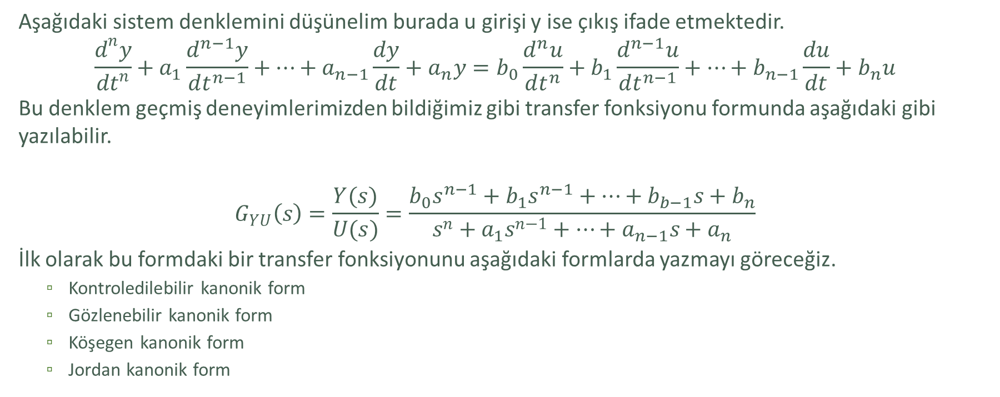 Aşağıdaki sistem denklemini düşünelim burada u girişi y ise çıkış ifade etmektedir.
\frac{d^n y}{dt^n} + a_1 \frac{d^{n-1} y}{dt^{n-1}} + \cdots + a_{n-1} \frac{dy}{dt} + a_n y = b_0 \frac{d^n u}{dt^n} + b_1 \frac{d^{n-1} u}{dt^{n-1}} + \cdots + b_{n-1} \frac{du}{dt} + b_n u
Bu denklem geçmiş deneyimlerimizden bildiğimiz gibi transfer fonksiyonu formunda aşağıdaki gibi
yazılabilir.
G_{YU}(s) = \frac{Y(s)}{U(s)} = \frac{b_0 s^{n-1} + b_1 s^{n-1} + \cdots + b_{b-1} s + b_n}{s^n + a_1 s^{n-1} + \cdots + a_{n-1} s + a_n}
İlk olarak bu formdaki bir transfer fonksiyonunu aşağıdaki formlarda yazmayı göreceğiz.
▫ Kontroledilebilir kanonik form
▫ Gözlenebilir kanonik form
▫ Köşegen kanonik form
▫ Jordan kanonik form